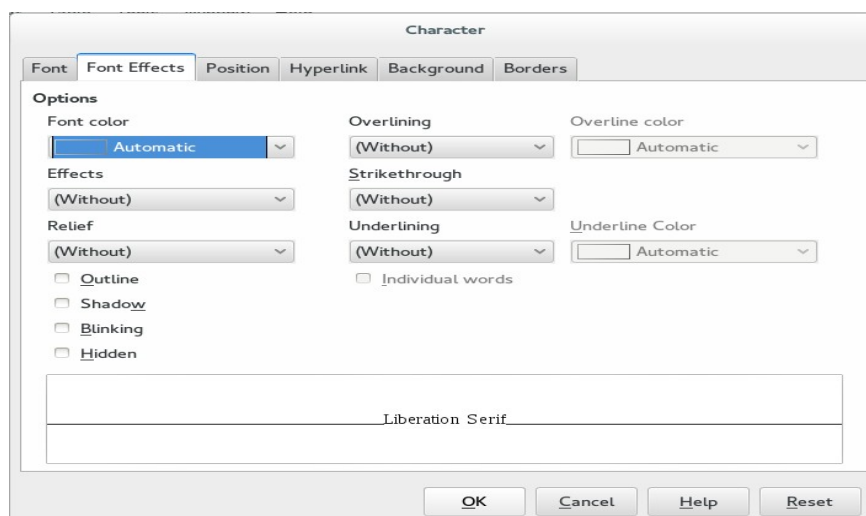 Character
Font Font Effects Position Hyperlink Background Borders
Options
Font color Overlining Overline color
Automatic (Without) Automatic
Effects Strikethrough
(Without) (Without)
Relief Underlining Underline Color
(Without) (Without) Automatic
Outline Individual words
Shadow
Blinking
Hidden
Liberation Serif
OK Cancel Help Reset